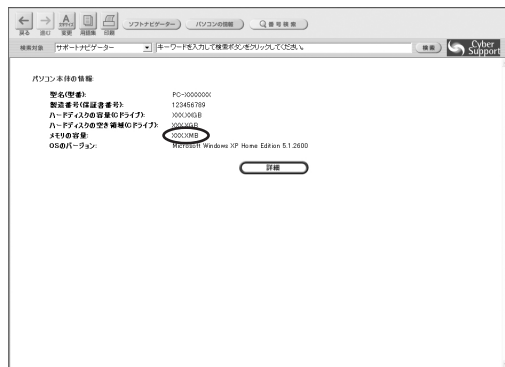 戻る 進む 文字サイズ変更 用語集 印刷
ソフトナビゲーター パソコンの情報 番号検索
検索対象 サポートナビゲーター キーワードを入力して検索ボタンをクリックしてください。 検索 Cyber Support
パソコン本体の情報
型名(型番): PC-XXXXXXX
製造番号(保証書番号): 123456789
ハードディスクの容量(Cドライブ): XXX.XXGB
ハードディスクの空き領域(Cドライブ): XXX.XGB
メモリの容量: XXX.XMB
OSのバージョン: Microsoft Windows XP Home Edition 5.1.2600
詳細